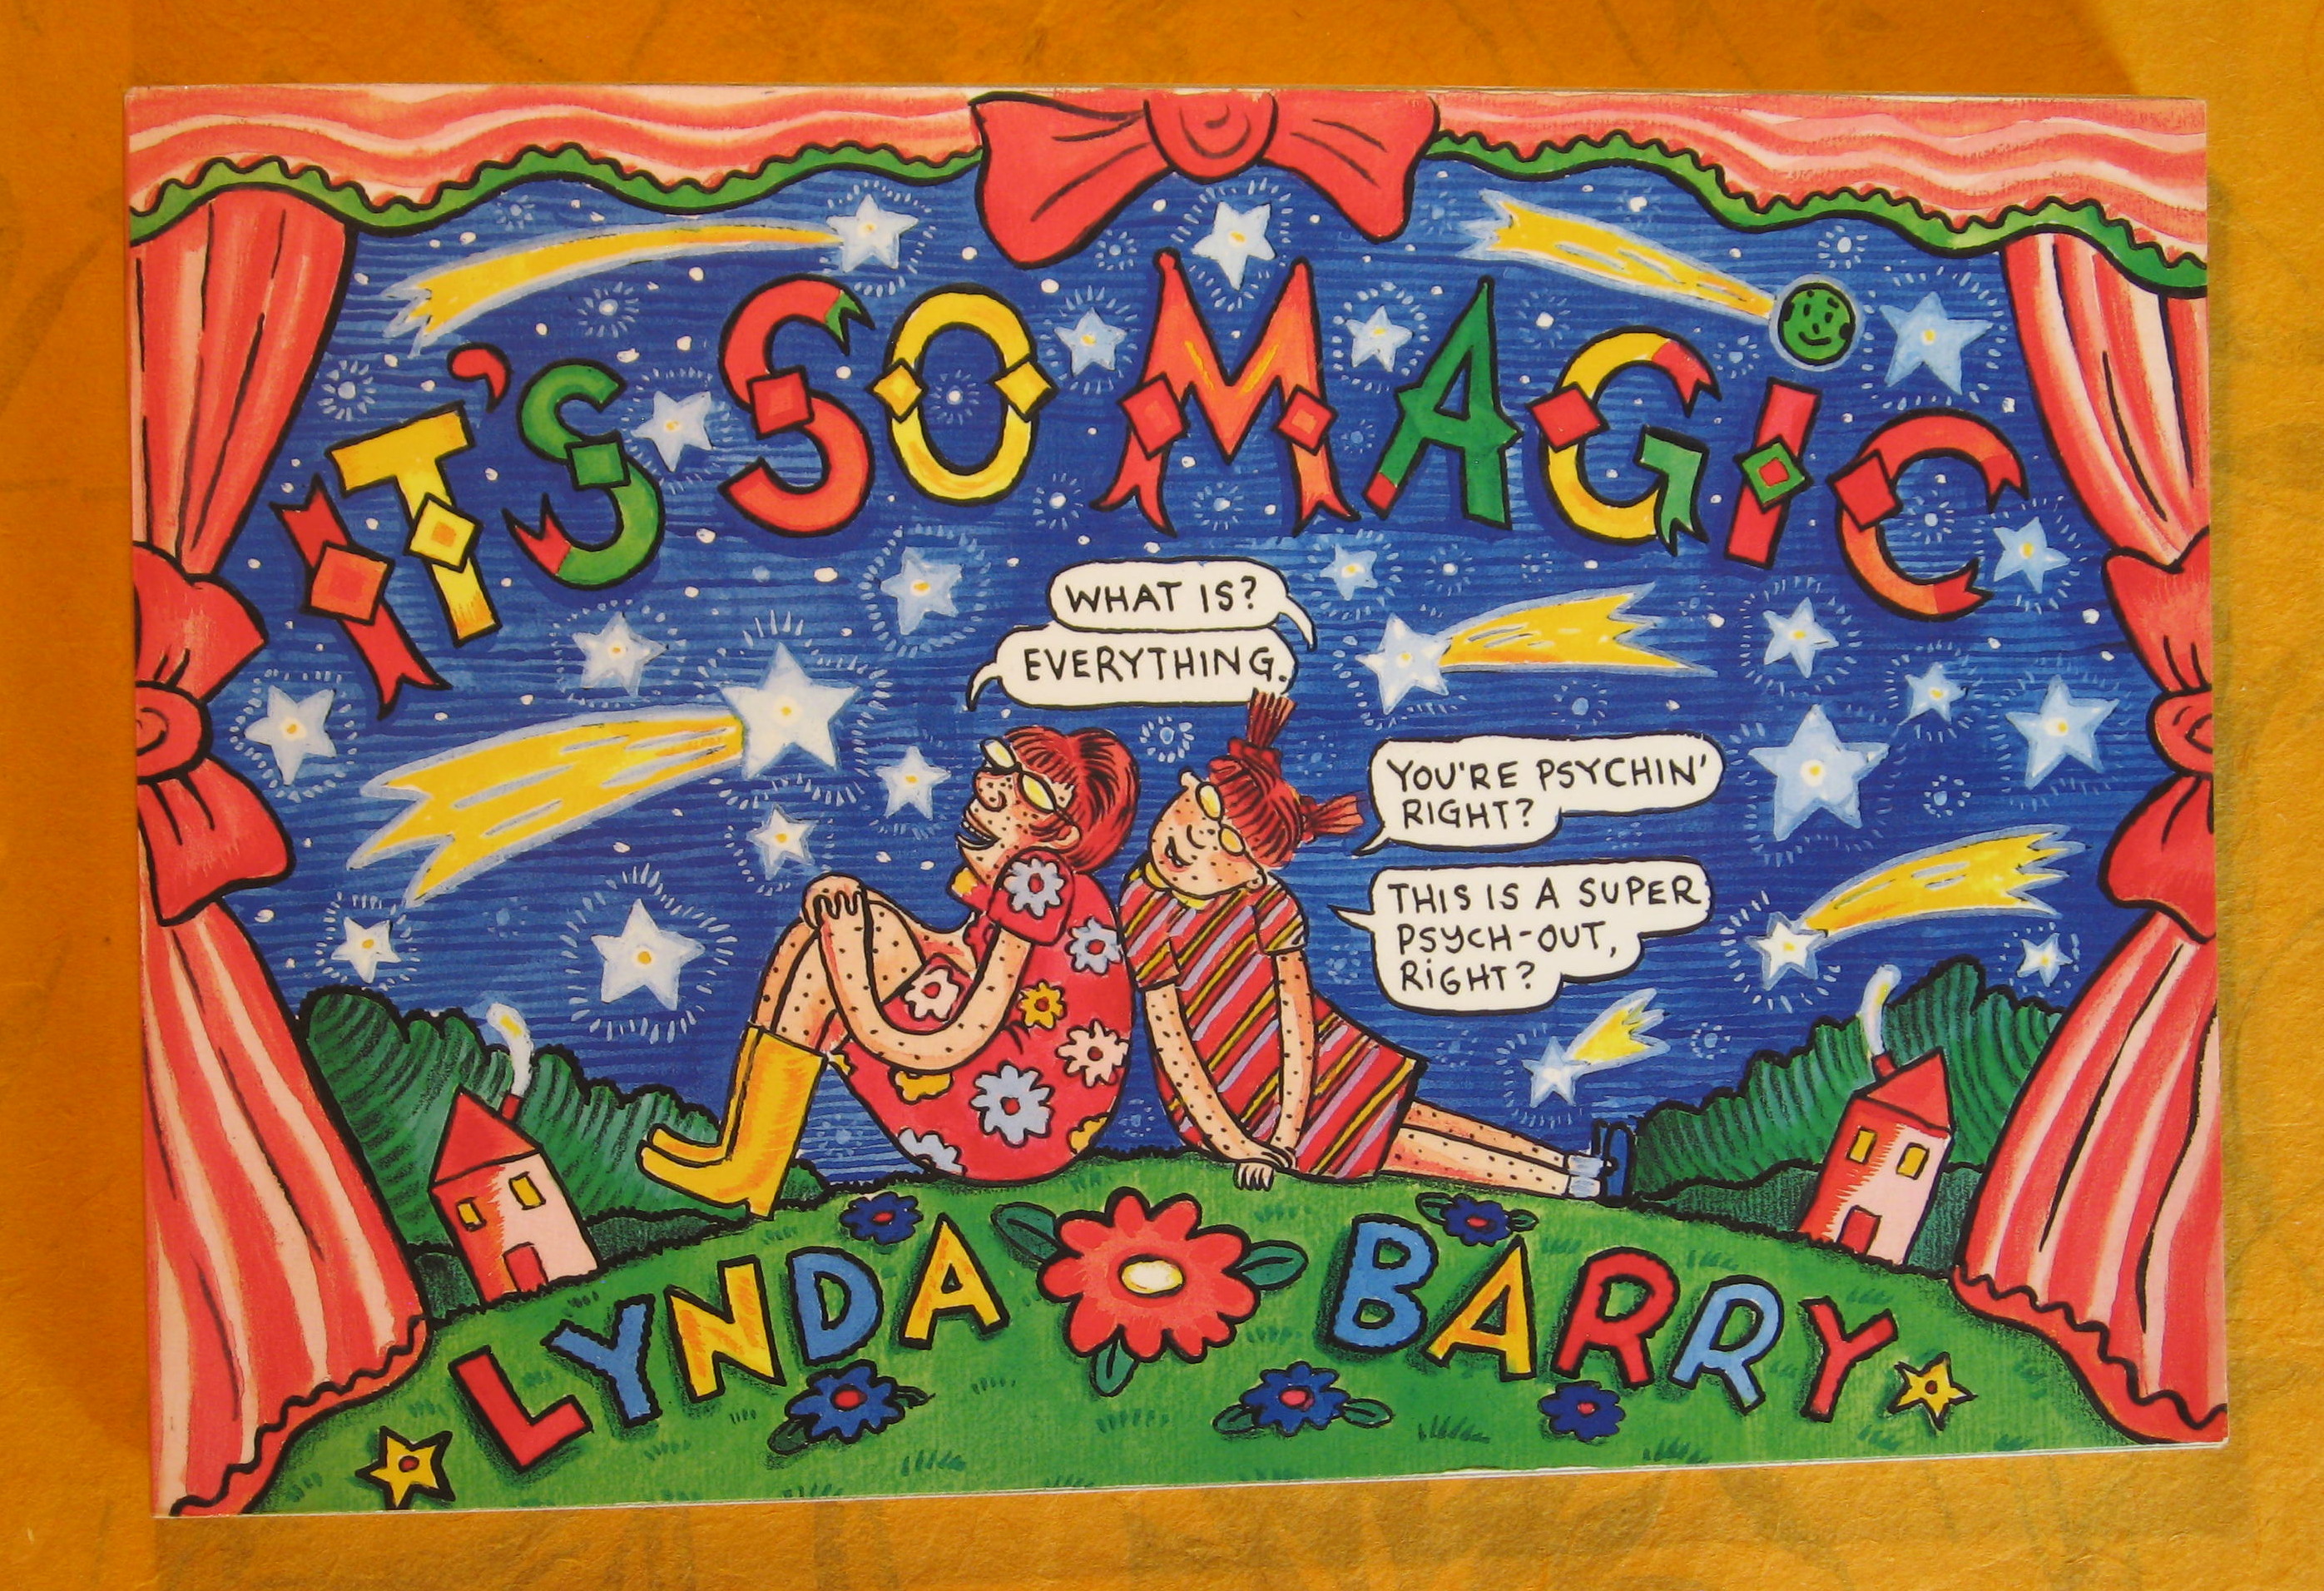 IT'S SO MAGIC
WHAT IS?
EVERYTHING.
YOU'RE PSYCHIN'
RIGHT?
THIS IS A SUPER
PSYCH-OUT,
RiGHT?
LYNDA BARRY